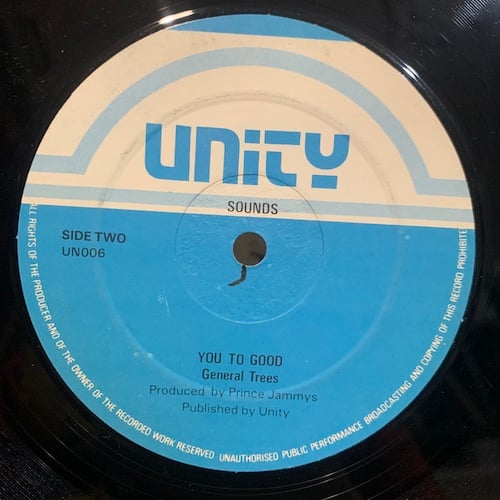 UNITY
SOUNDS
SIDE TWO
UN006
YOU TO GOOD
General Trees
Produced by Prince Jammys
Published by Unity
ALL RIGHTS OF THE PRODUCER AND OF THE OWNER OF THE RECORDED WORK RESERVED · UNAUTHORISED PUBLIC PERFORMANCE BROADCASTING AND COPYING OF THIS RECORD PROHIBITED